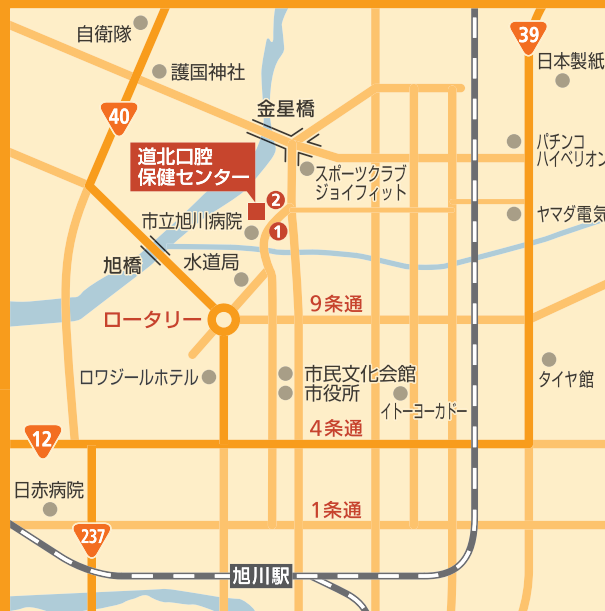 自衛隊
39
日本製紙
護国神社
金星橋
40
パチンコ
ハイベリオン
道北口腔
保健センター
スポーツクラブ
ジョイフィット
2
市立旭川病院
1
ヤマダ電気
旭橋
水道局
9条通
ロータリー
ロワジールホテル
市民文化会館
市役所
タイヤ館
イトーヨーカドー
12
4条通
日赤病院
1条通
237
旭川駅